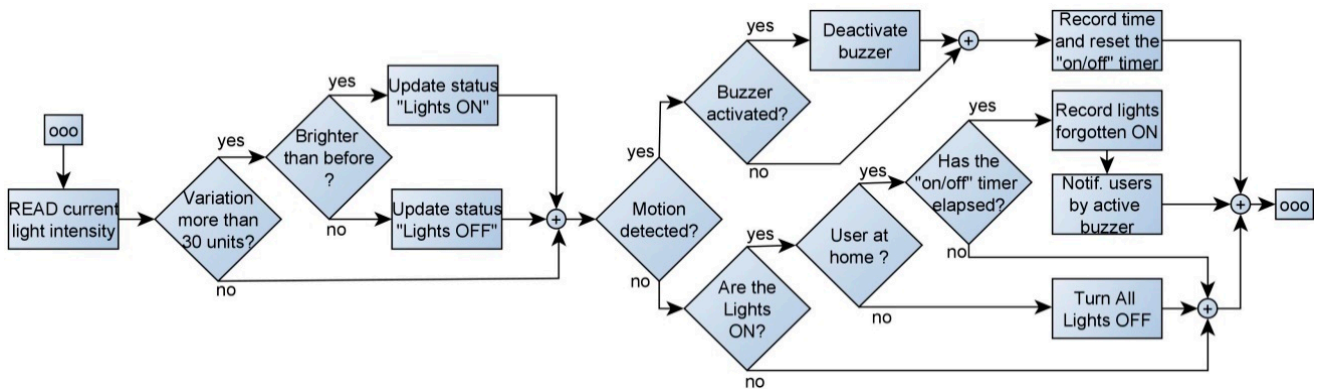 ooo
READ current
light intensity
Variation
more than
30 units?
yes
no
Brighter
than before
?
yes
no
Update status
"Lights ON"
Update status
"Lights OFF"
+
Motion
detected?
yes
no
Buzzer
activated?
yes
no
Deactivate
buzzer
+
Record time
and reset the
"on/off" timer
Are the
Lights
ON?
yes
no
User at
home ?
yes
no
Has the
"on/off" timer
elapsed?
yes
no
Record lights
forgotten ON
Notif. users
by active
buzzer
Turn All
Lights OFF
+
+
ooo